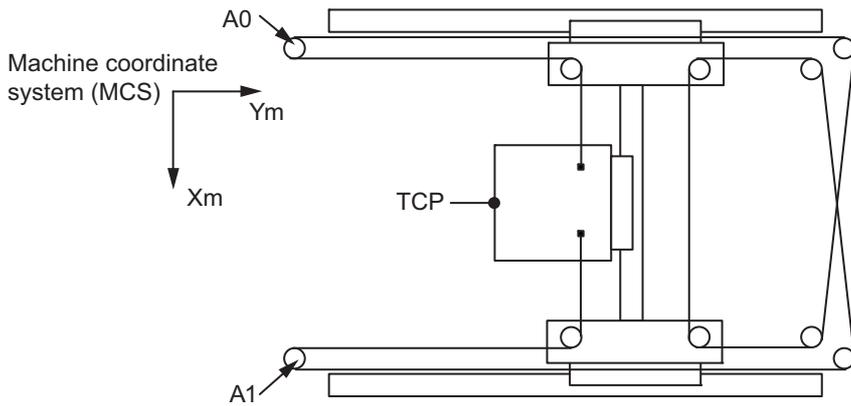 A0
Machine coordinate
system (MCS)
Ym
Xm
TCP
A1